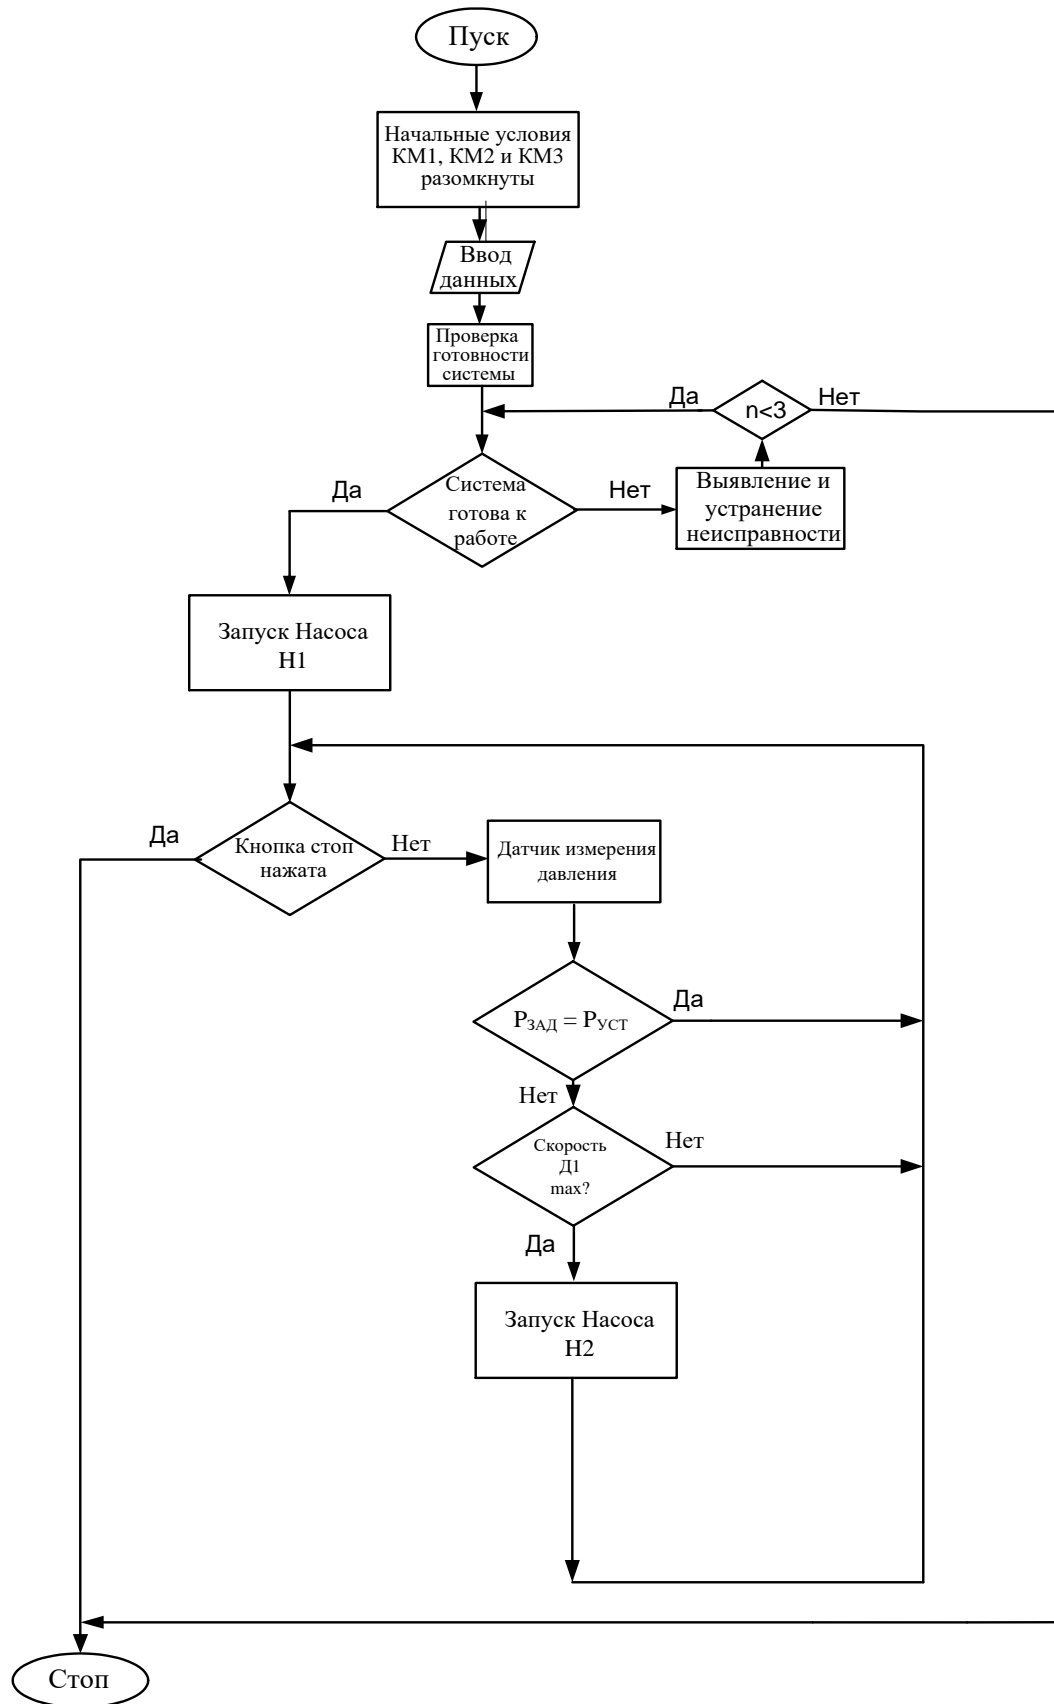 Пуск
Начальные условия
КМ1, КМ2 и КМ3
разомкнуты
Ввод
данных
Проверка
готовности
системы
Да
n<3
Нет
Да
Система
готова к
работе
Нет
Выявление и
устранение
неисправности
Запуск Насоса
Н1
Да
Кнопка стоп
нажата
Нет
Датчик измерения
давления
PЗАД = PУСТ
Да
Нет
Скорость
Д1
max?
Нет
Да
Запуск Насоса
Н2
Стоп